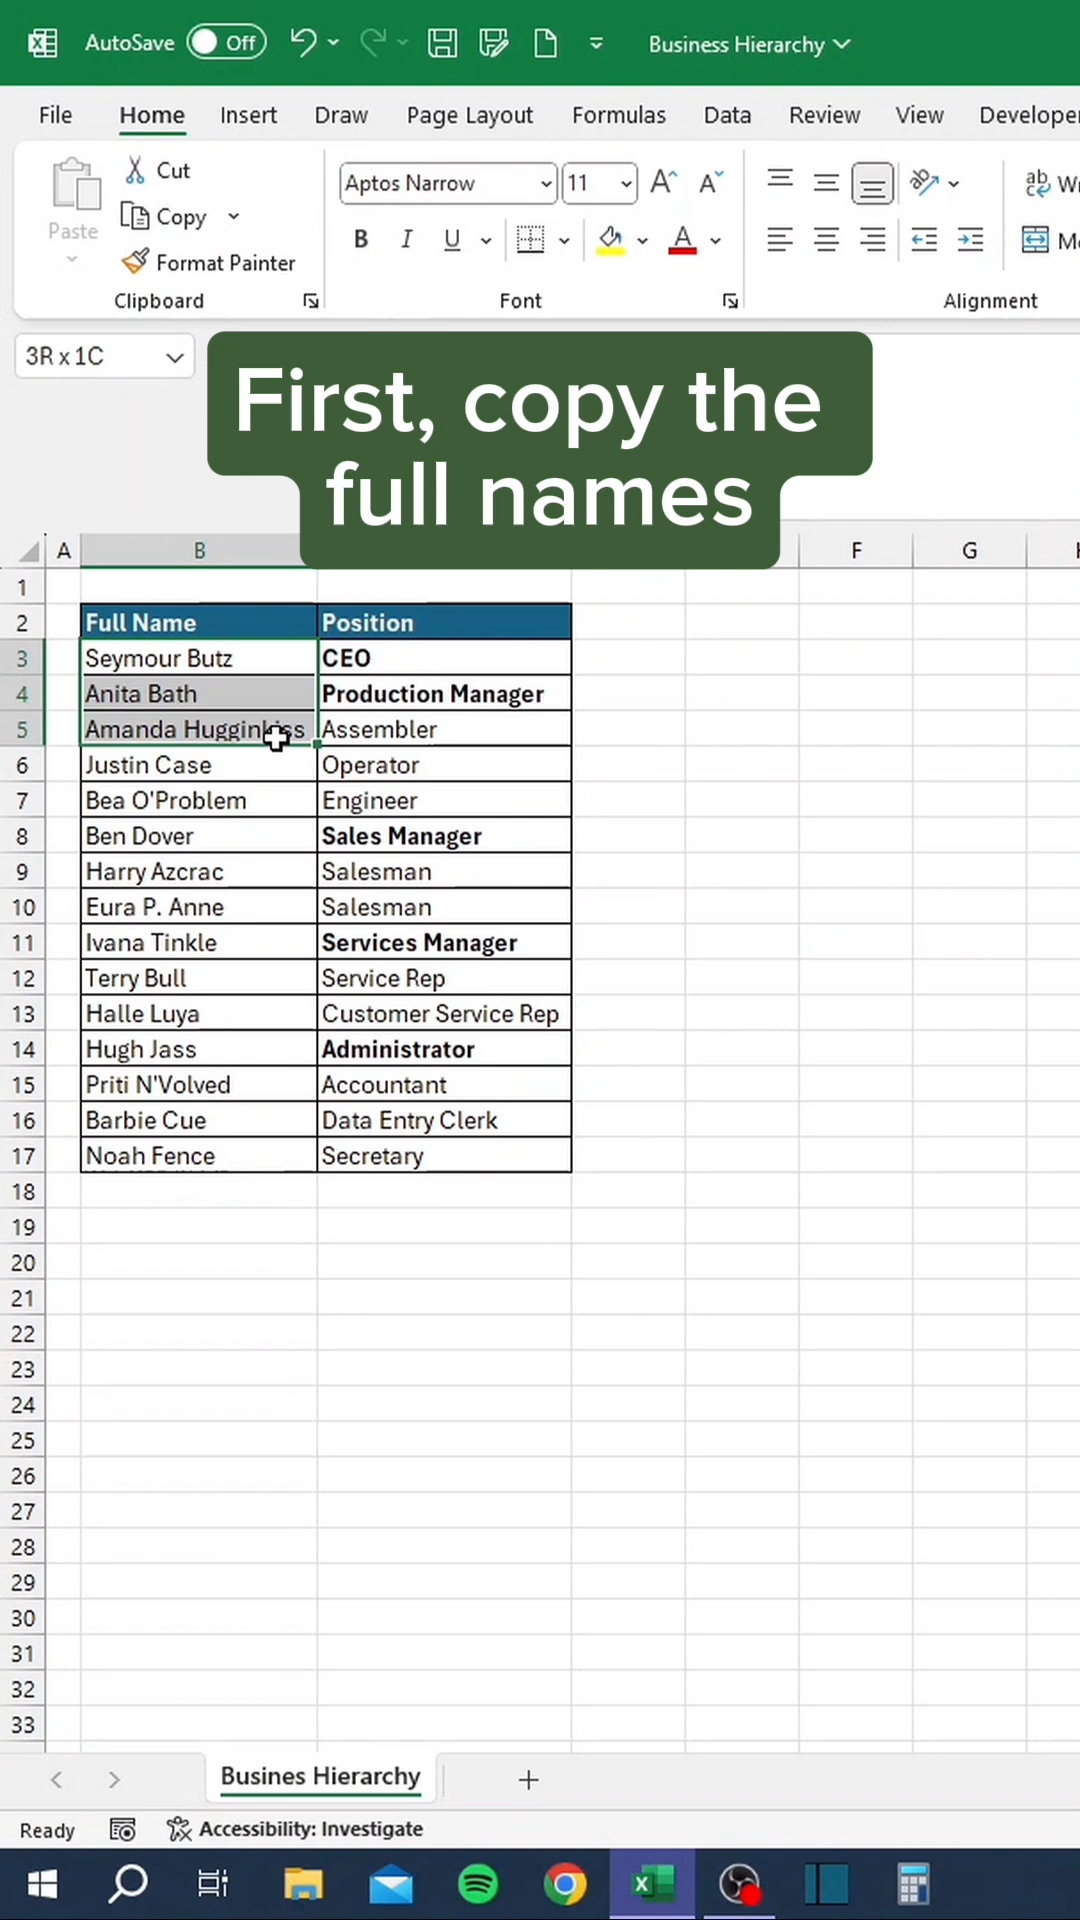 AutoSave Off Business Hierarchy
File Home Insert Draw Page Layout Formulas Data Review View Developer
Paste
Cut
Copy
Format Painter
Clipboard
Aptos Narrow 11
B I U A
Font
Alignment
3R x 1C
First, copy the
full names
A B F G
1
2 Full Name Position
3 Seymour Butz CEO
4 Anita Bath Production Manager
5 Amanda Hugginkiss Assembler
6 Justin Case Operator
7 Bea O'Problem Engineer
8 Ben Dover Sales Manager
9 Harry Azcrac Salesman
10 Eura P. Anne Salesman
11 Ivana Tinkle Services Manager
12 Terry Bull Service Rep
13 Halle Luya Customer Service Rep
14 Hugh Jass Administrator
15 Priti N'Volved Accountant
16 Barbie Cue Data Entry Clerk
17 Noah Fence Secretary
18
19
20
21
22
23
24
25
26
27
28
29
30
31
32
33
Busines Hierarchy
Ready Accessibility: Investigate